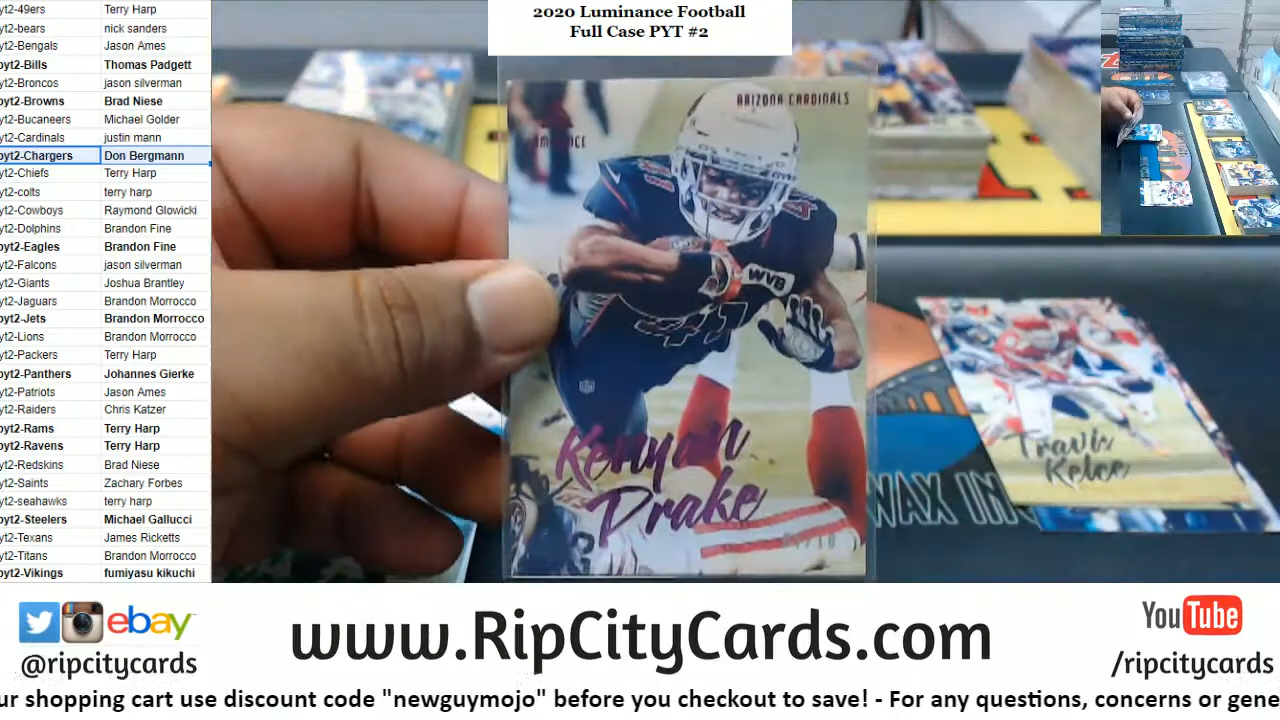 2020 Luminance Football
Full Case PYT #2
yt2-49ers Terry Harp
yt2-bears nick sanders
yt2-Bengals Jason Ames
pyt2-Bills Thomas Padgett
yt2-Broncos jason silverman
pyt2-Browns Brad Niese
yt2-Bucaneers Michael Golder
yt2-Cardinals justin mann
pyt2-Chargers Don Bergmann
yt2-Chiefs Terry Harp
yt2-colts terry harp
yt2-Cowboys Raymond Glowicki
yt2-Dolphins Brandon Fine
pyt2-Eagles Brandon Fine
yt2-Falcons jason silverman
yt2-Giants Joshua Brantley
yt2-Jaguars Brandon Morrocco
pyt2-Jets Brandon Morrocco
yt2-Lions Brandon Morrocco
yt2-Packers Terry Harp
pyt2-Panthers Johannes Gierke
yt2-Patriots Jason Ames
yt2-Raiders Chris Katzer
pyt2-Rams Terry Harp
pyt2-Ravens Terry Harp
yt2-Redskins Brad Niese
yt2-Saints Zachary Forbes
yt2-seahawks terry harp
pyt2-Steelers Michael Gallucci
yt2-Texans James Ricketts
yt2-Titans Brandon Morrocco
pyt2-Vikings fumiyasu kikuchi
ARIZONA CARDINALS
41
WVB
Kenyan
Drake
Travis
Kelce
WAX IN
ebay
@ripcitycards
www.RipCityCards.com
YouTube
/ripcitycards
ur shopping cart use discount code "newguymojo" before you checkout to save! - For any questions, concerns or gene